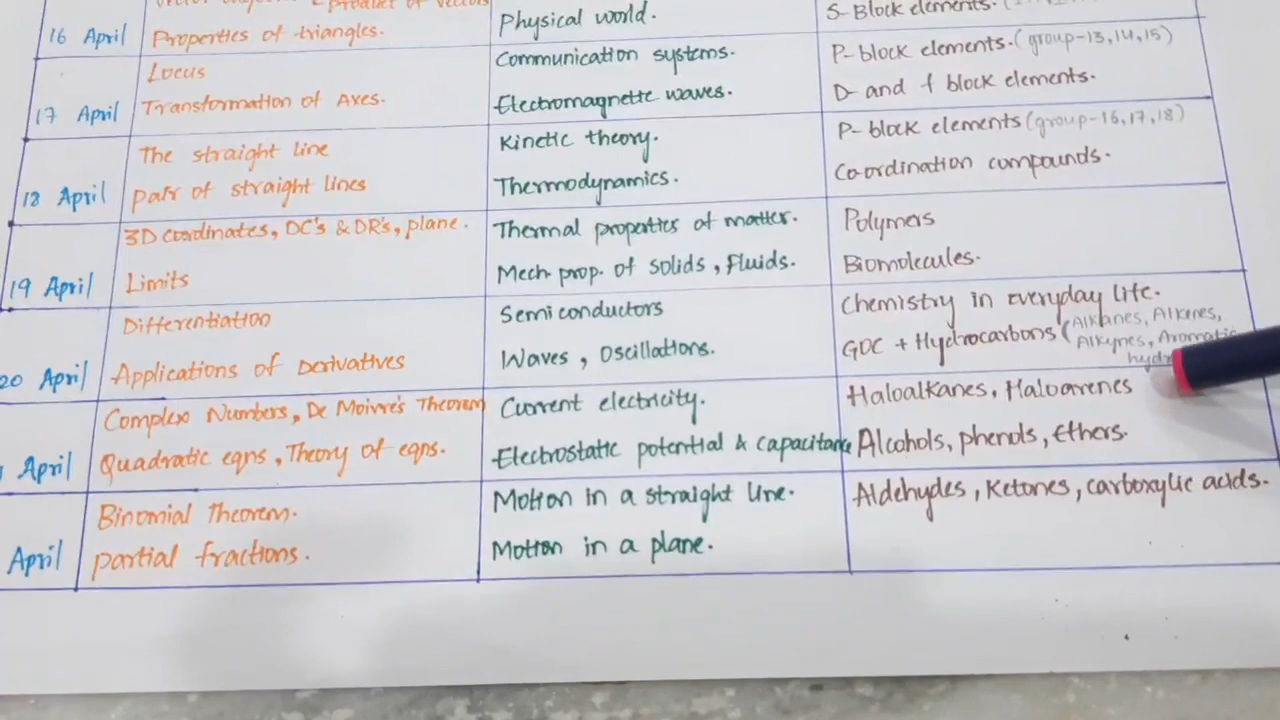 product of vectors
16 April
Properties of triangles.
Physical world.
S-Block elements.
17 April
Locus
Transformation of Axes.
Communication systems.
Electromagnetic waves.
P-block elements. (group-13,14,15)
D- and f block elements.
18 April
The straight line
pair of straight lines
Kinetic theory.
Thermodynamics.
P-block elements (group-16,17,18)
Co-ordination compounds.
19 April
3D coordinates, DC's & DR's, plane.
Limits
Thermal properties of matter.
Mech prop. of solids, Fluids.
Polymers
Biomolecules.
20 April
Differentiation
Applications of Derivatives
Semiconductors
Waves, Oscillations.
Chemistry in everyday life.
GOC + Hydrocarbons (Alkanes, Alkenes,
Alkynes, Aromatic
April
Complex Numbers, De Moivre's Theorem
Quadratic eqns, Theory of eqns.
Current electricity.
Electrostatic potential & capacitance
Haloalkanes, Haloarenes
Alcohols, phenols, Ethers.
April
Binomial Theorem.
partial fractions.
Motion in a straight line.
Motion in a plane.
Aldehydes, Ketones, carboxylic acids.